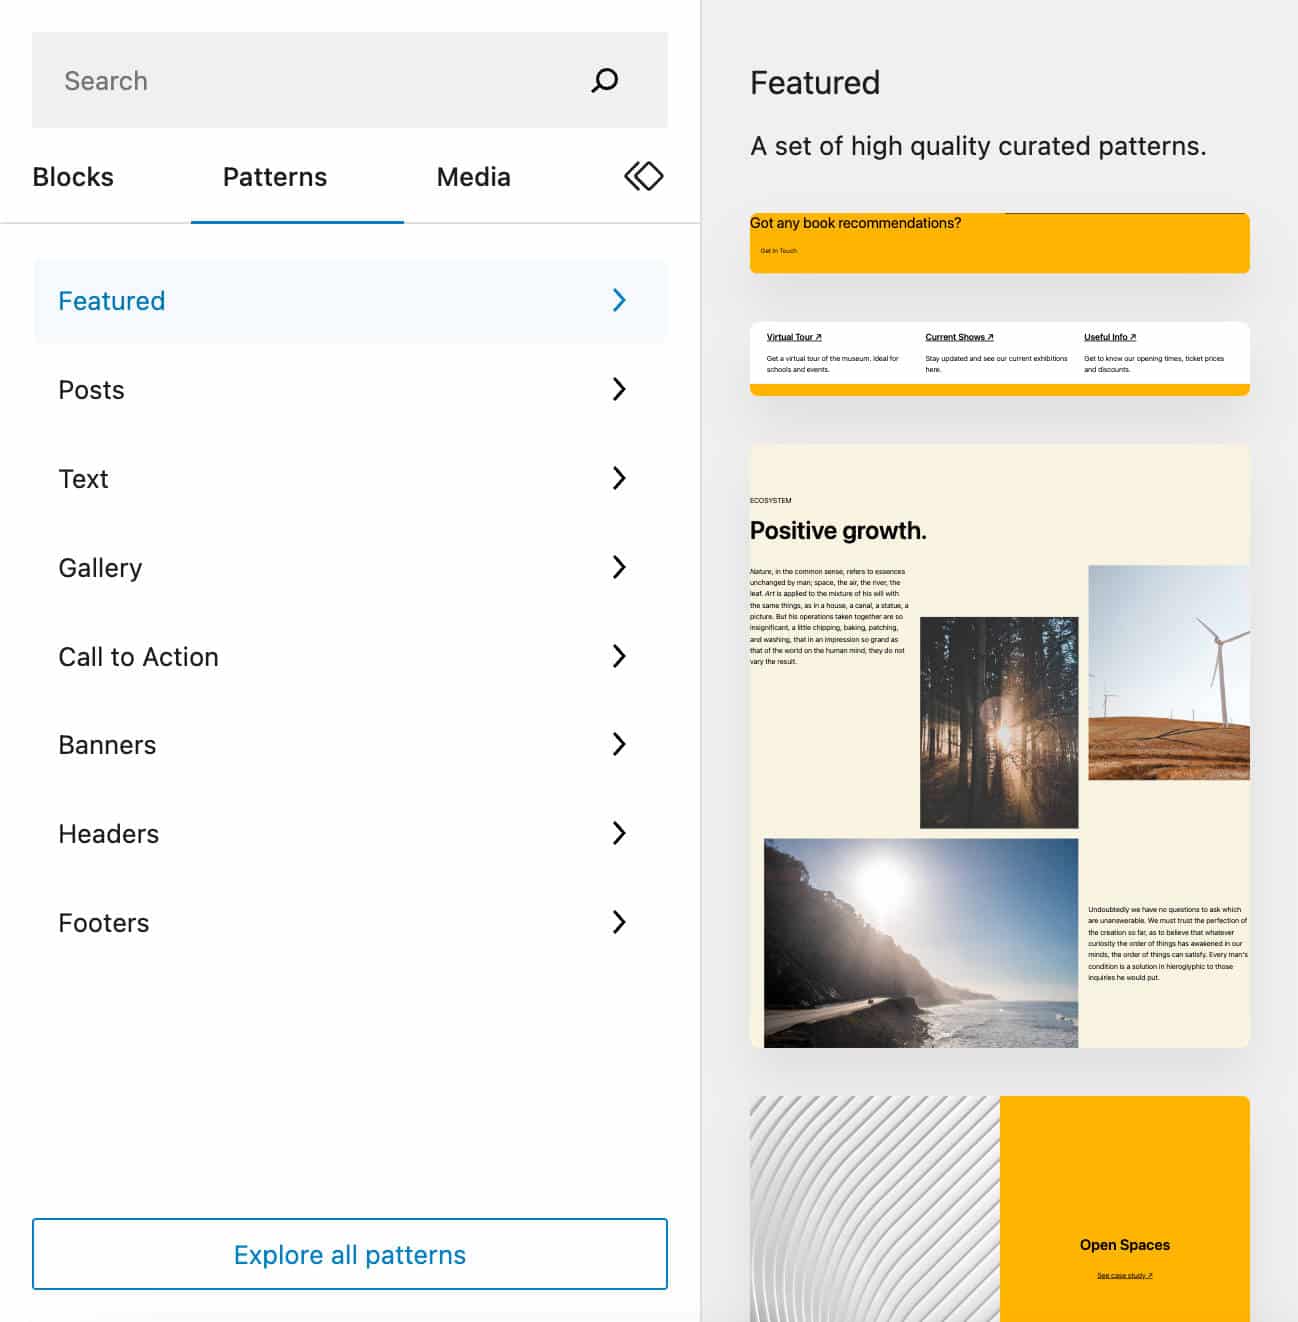 Search
Blocks
Patterns
Media
Featured
Posts
Text
Gallery
Call to Action
Banners
Headers
Footers
Explore all patterns
Featured
A set of high quality curated patterns.
Got any book recommendations?
Get In Touch
Virtual Tour ↗
Get a virtual tour of the museum. Ideal for
schools and events.
Current Shows ↗
Stay updated and see our current exhibitions
here.
Useful Info ↗
Get to know our opening times, ticket prices
and discounts.
ECOSYSTEM
Positive growth.
Nature, in the common sense, refers to essences
unchanged by man; space, the air, the river, the
leaf. Art is applied to the mixture of his will with
the same things, as in a house, a canal, a statue, a
picture. But his operations taken together are so
insignificant, a little chipping, baking, patching,
and washing, that in an impression so grand as
that of the world on the human mind, they do not
vary the result.
Undoubtedly we have no questions to ask which
are unanswerable. We must trust the perfection of
the creation so far, as to believe that whatever
curiosity the order of things has awakened in our
minds, the order of things can satisfy. Every man's
condition is a solution in hieroglyphic to those
inquiries he would put.
Open Spaces
See case study ↗